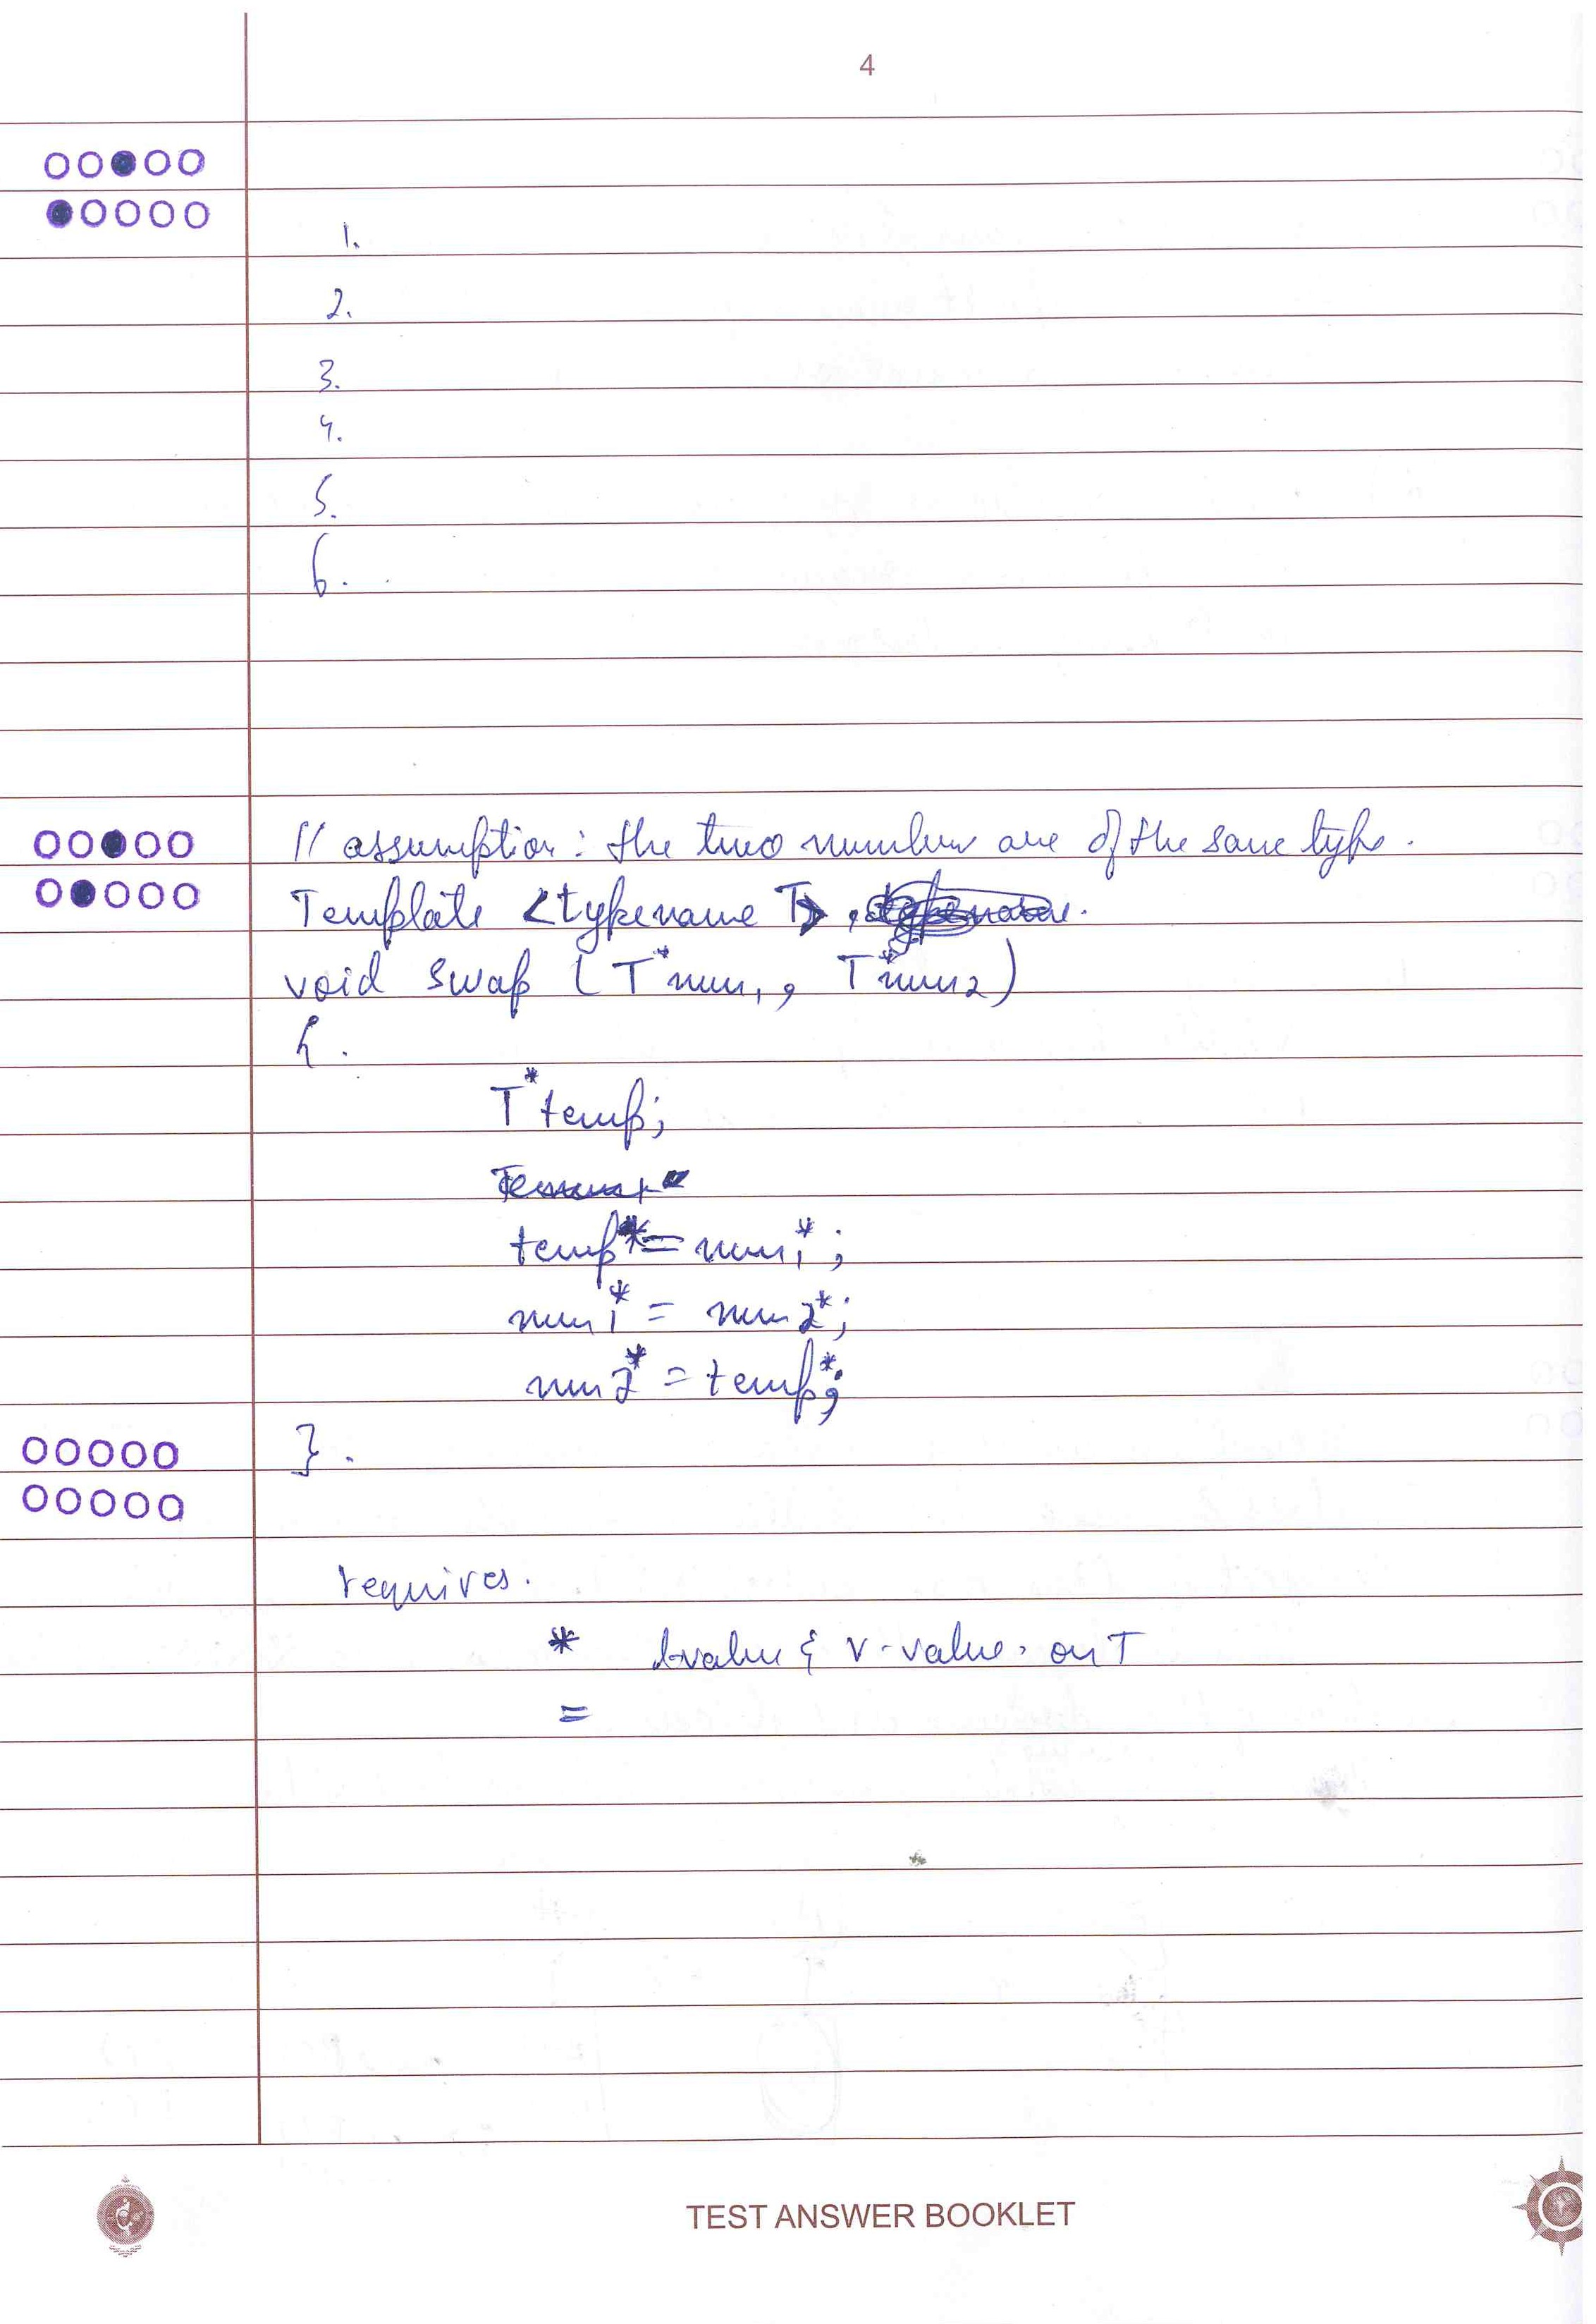 4
1.
2.
3.
4.
5.
6.
// assumption : the two number are of the same type.
Template <typename T>
void swap (T*num1, T*num2)
{.
T*temp;
temp*= num1*;
num1* = num2*;
num2* = temp*;
}.
requires.
* l-value & r-value. on T
=
TEST ANSWER BOOKLET